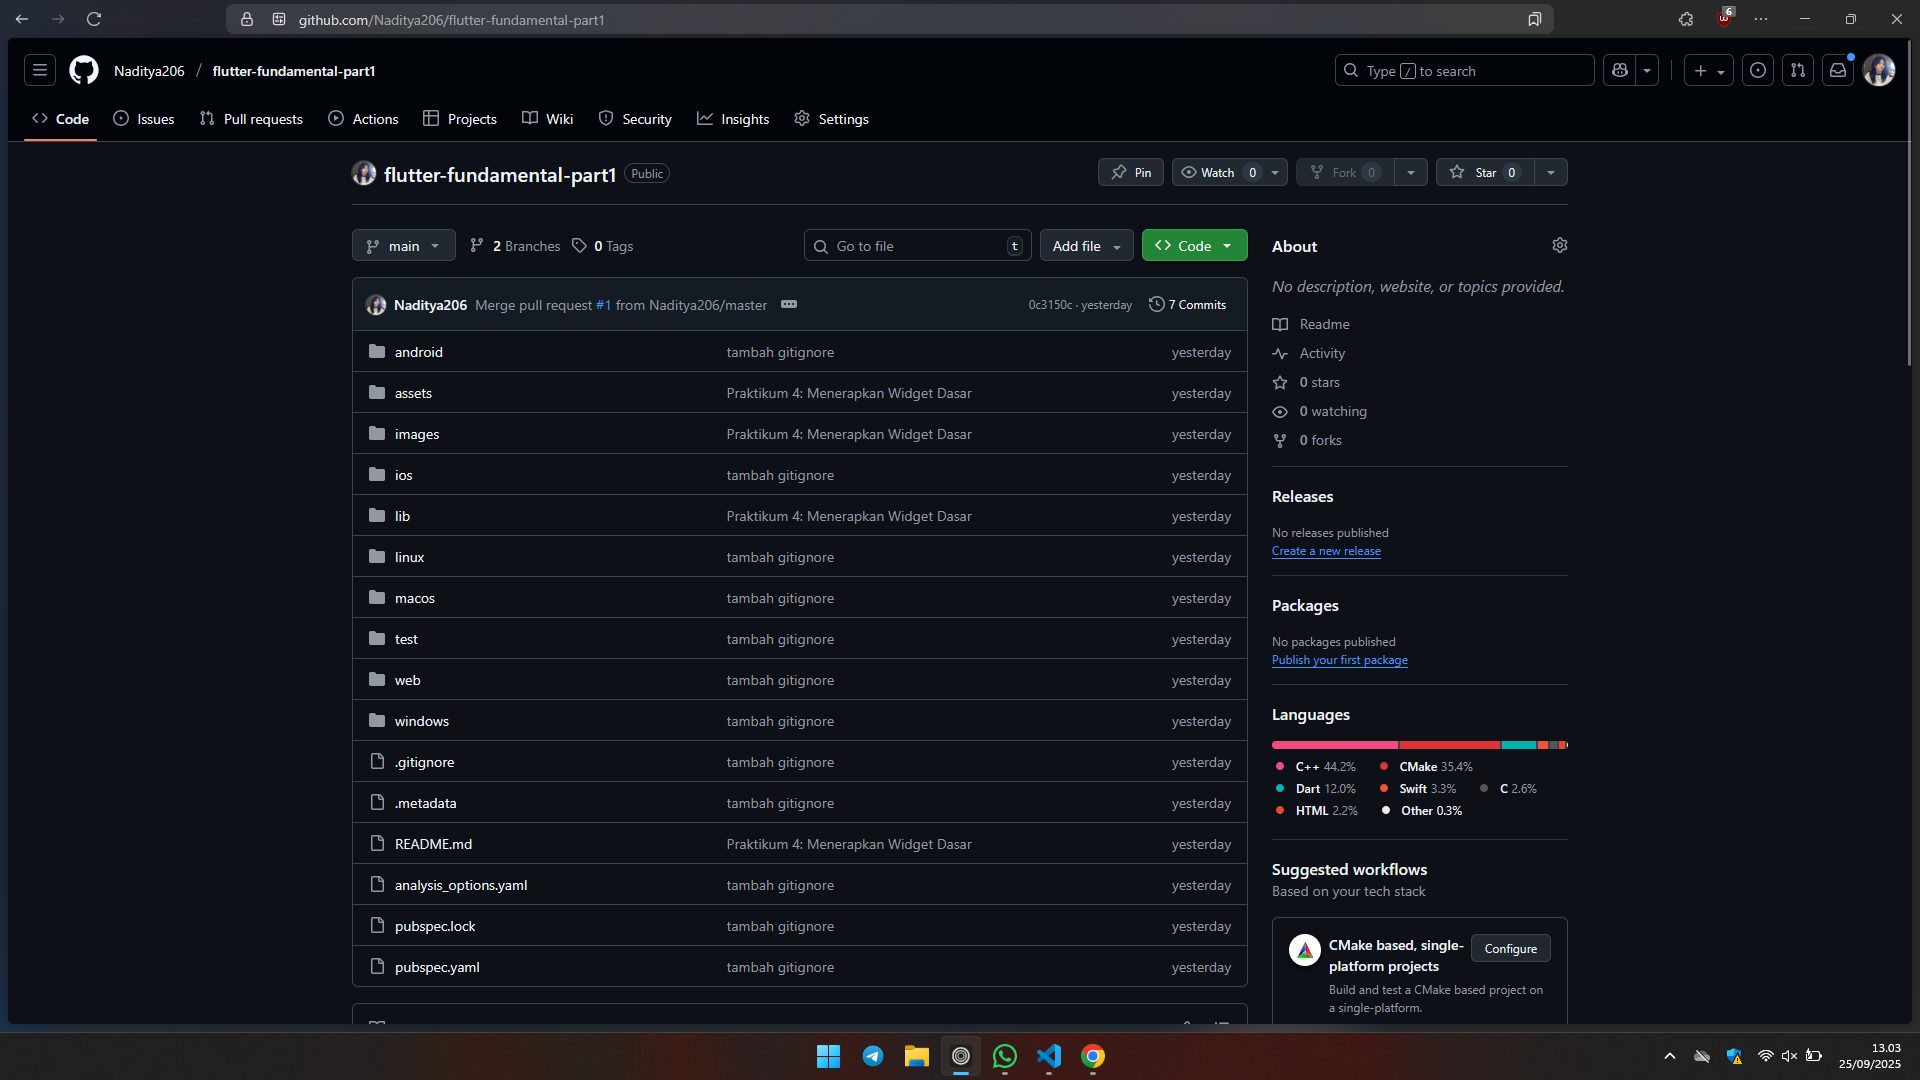 github.com/Naditya206/flutter-fundamental-part1
6
Naditya206 / flutter-fundamental-part1
Type / to search
Code Issues Pull requests Actions Projects Wiki Security Insights Settings
flutter-fundamental-part1 Public
Pin Watch 0 Fork 0 Star 0
main 2 Branches 0 Tags Go to file t Add file Code
Naditya206 Merge pull request #1 from Naditya206/master 0c3150c · yesterday 7 Commits
android tambah gitignore yesterday
assets Praktikum 4: Menerapkan Widget Dasar yesterday
images Praktikum 4: Menerapkan Widget Dasar yesterday
ios tambah gitignore yesterday
lib Praktikum 4: Menerapkan Widget Dasar yesterday
linux tambah gitignore yesterday
macos tambah gitignore yesterday
test tambah gitignore yesterday
web tambah gitignore yesterday
windows tambah gitignore yesterday
.gitignore tambah gitignore yesterday
.metadata tambah gitignore yesterday
README.md Praktikum 4: Menerapkan Widget Dasar yesterday
analysis_options.yaml tambah gitignore yesterday
pubspec.lock tambah gitignore yesterday
pubspec.yaml tambah gitignore yesterday
About
No description, website, or topics provided.
Readme
Activity
0 stars
0 watching
0 forks
Releases
No releases published
Create a new release
Packages
No packages published
Publish your first package
Languages
C++ 44.2% CMake 35.4%
Dart 12.0% Swift 3.3% C 2.6%
HTML 2.2% Other 0.3%
Suggested workflows
Based on your tech stack
CMake based, single-
platform projects
Configure
Build and test a CMake based project on
a single-platform.
13.03
25/09/2025